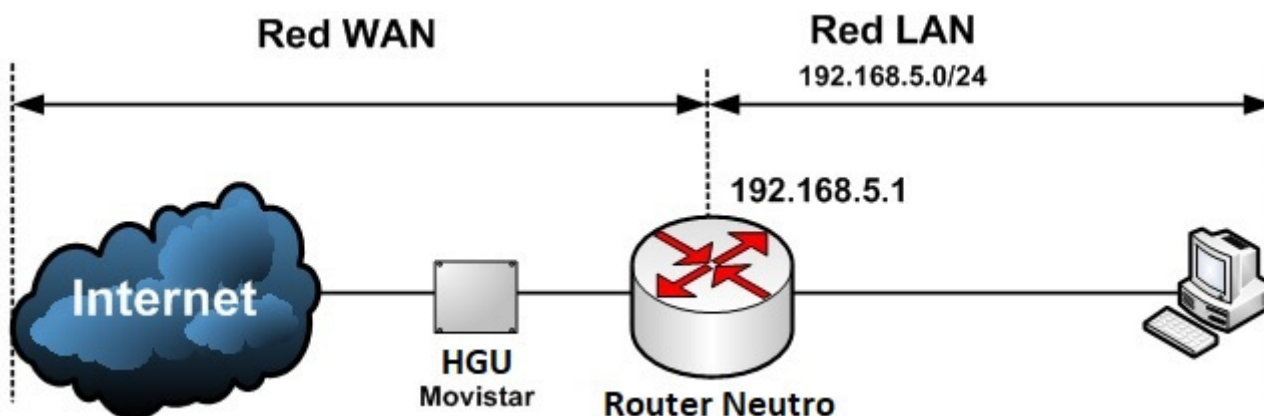 Red WAN
Red LAN
192.168.5.0/24
192.168.5.1
Internet
HGU
Movistar
Router Neutro